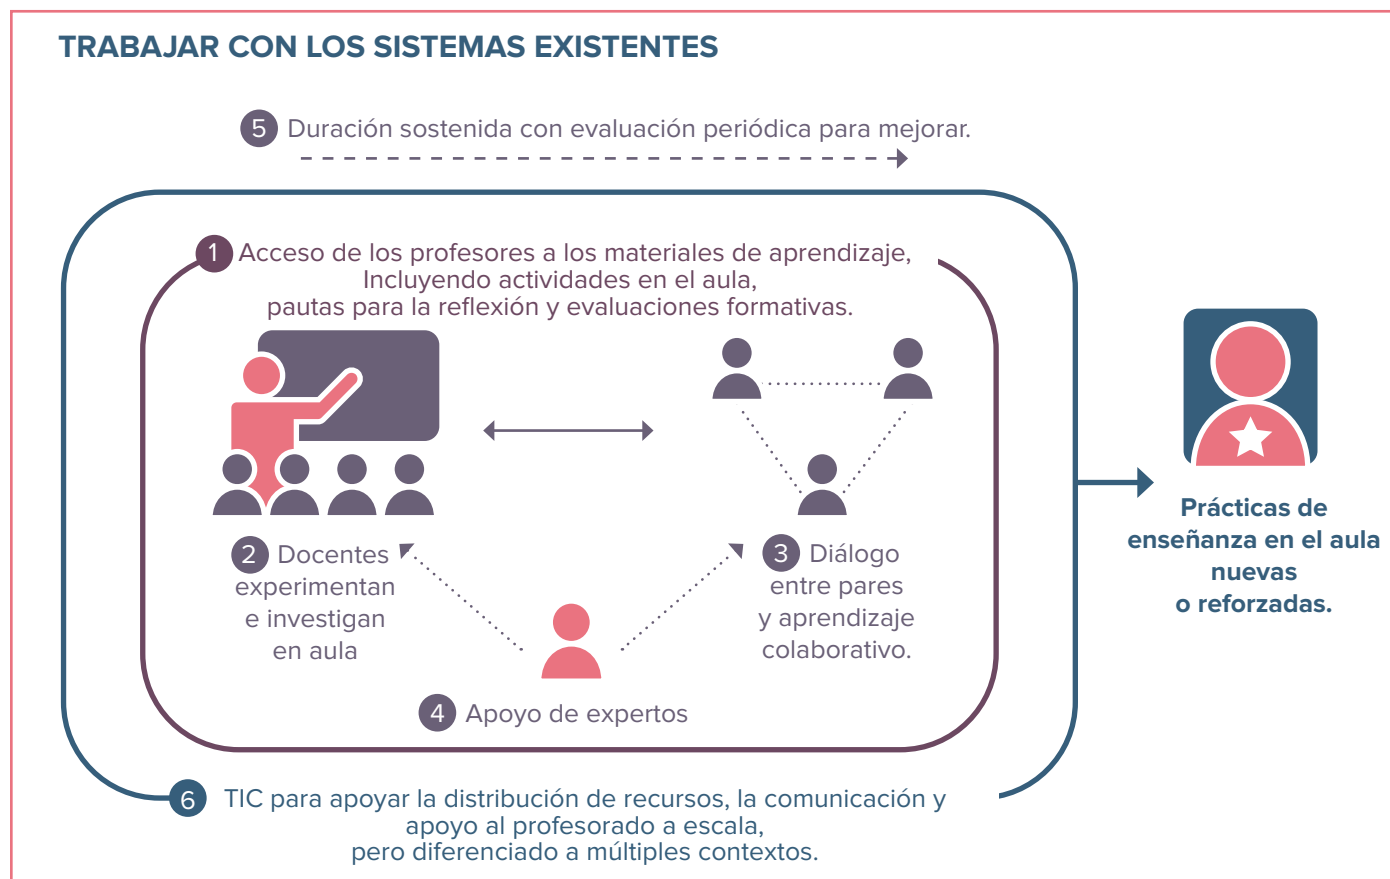 TRABAJAR CON LOS SISTEMAS EXISTENTES
5 Duración sostenida con evaluación periódica para mejorar.
1 Acceso de los profesores a los materiales de aprendizaje,
Incluyendo actividades en el aula,
pautas para la reflexión y evaluaciones formativas.
2 Docentes
experimentan
e investigan
en aula
3 Diálogo
entre pares
y aprendizaje
colaborativo.
4 Apoyo de expertos
6 TIC para apoyar la distribución de recursos, la comunicación y
apoyo al profesorado a escala,
pero diferenciado a múltiples contextos.
Prácticas de
enseñanza en el aula
nuevas
o reforzadas.